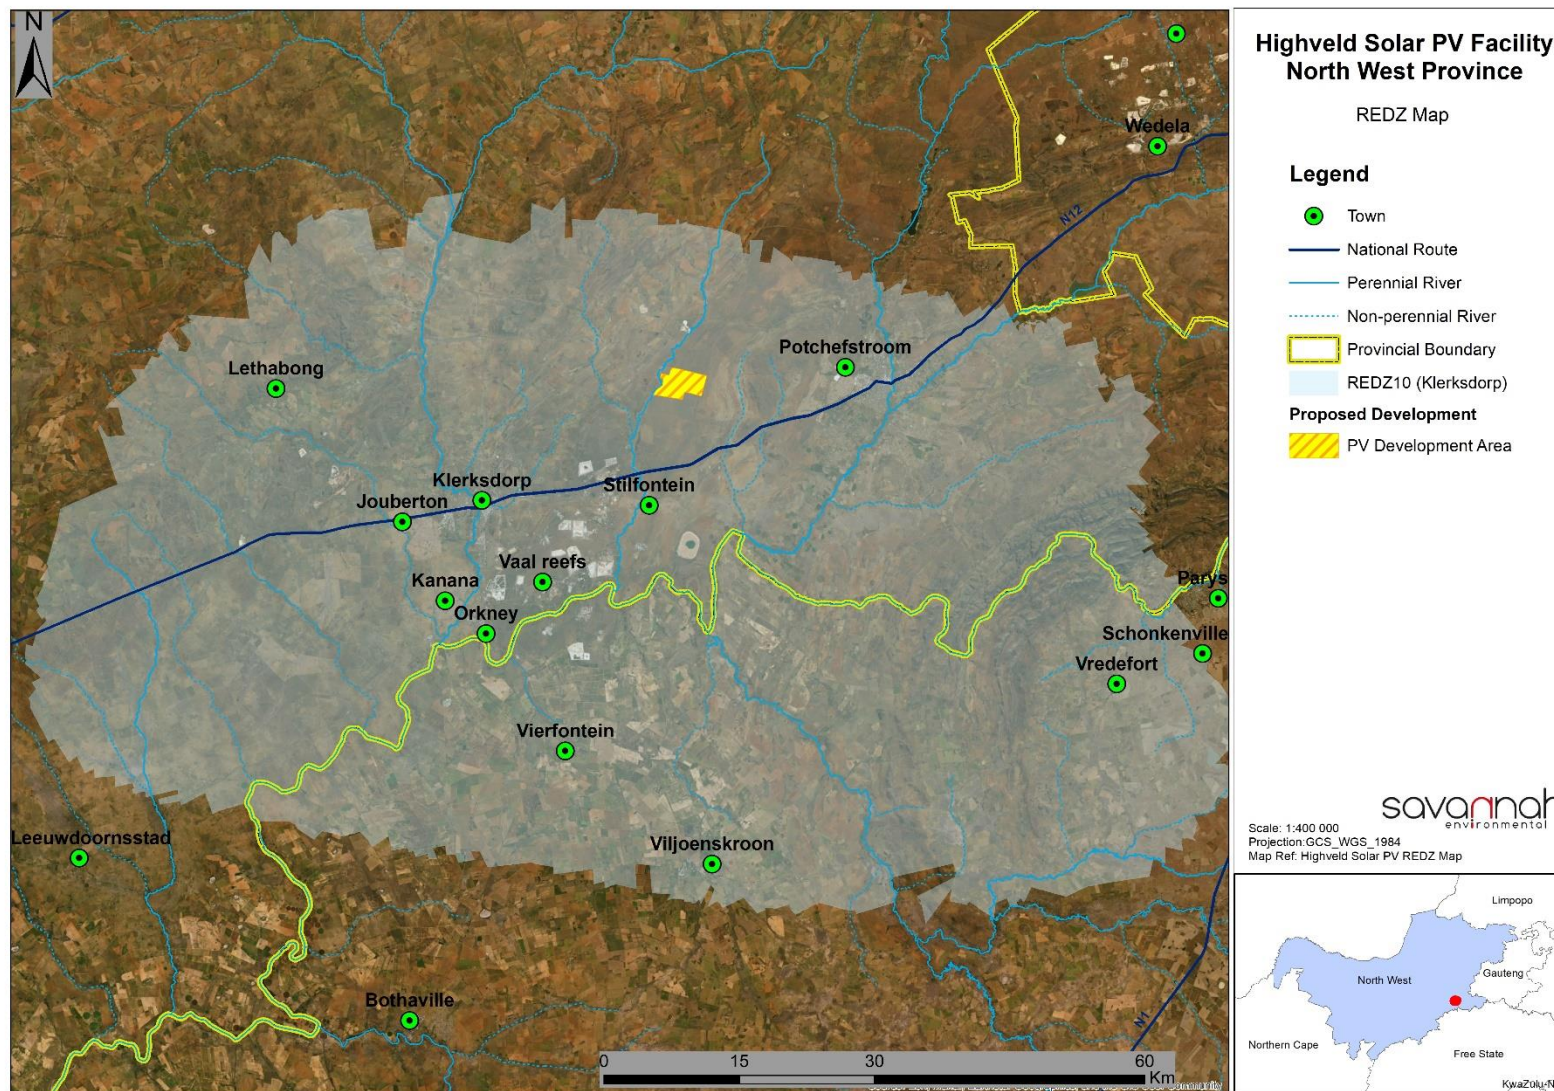 N
Wedela
N12
Potchefstroom
Lethabong
Klerksdorp
Stilfontein
Jouberton
Vaal reefs
Kanana
Orkney
Parys
Schonkenville
Vredefort
Vierfontein
Viljoenskroon
Leeuwdoornsstad
Bothaville
N1
0 15 30 60
Km
Community
Highveld Solar PV Facility
North West Province
REDZ Map
Legend
Town
National Route
Perennial River
Non-perennial River
Provincial Boundary
REDZ10 (Klerksdorp)
Proposed Development
PV Development Area
savannah
environmental
Scale: 1:400 000
Projection:GCS_WGS_1984
Map Ref: Highveld Solar PV REDZ Map
Limpopo
North West
Gauteng
Northern Cape
Free State
KwaZulu-N